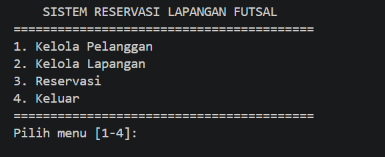 SISTEM RESERVASI LAPANGAN FUTSAL
========================================
1. Kelola Pelanggan
2. Kelola Lapangan
3. Reservasi
4. Keluar
========================================
Pilih menu [1-4]: